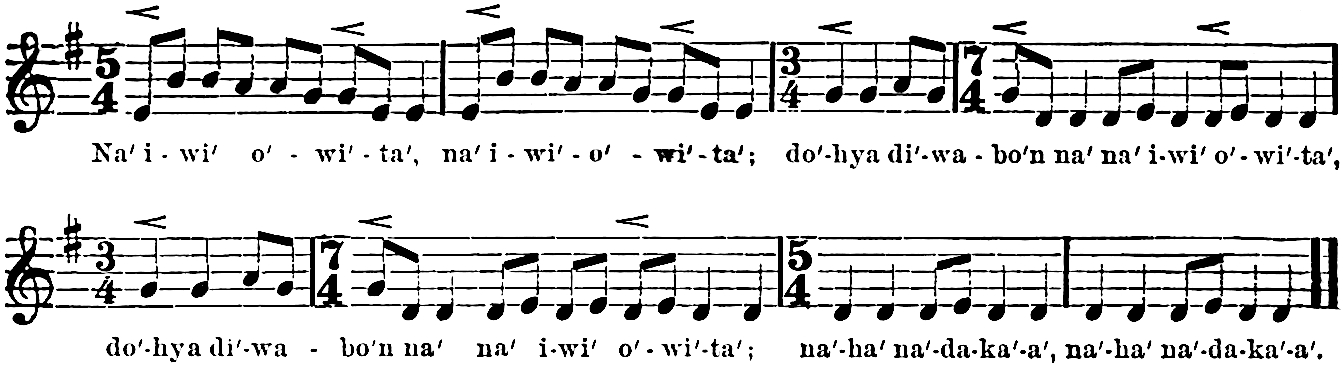 Na′ i - wi′ o′ - wi′ - ta′, na′ i - wi′ - o′ - wi′ - ta′; do′-hya di′-wa - bo′n na′ na′ i-wi′ o′- wi′-ta′,
do′-hya di′-wa - bo′n na′ na′ i-wi′ o′- wi′-ta′; na′-ha′ na′-da-ka′-a′, na′-ha′ na′-da-ka′-a′.